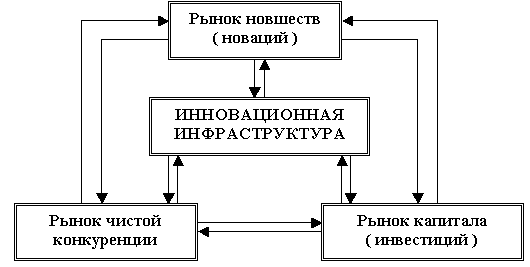 Рынок новшеств
( новаций )
ИННОВАЦИОННАЯ
ИНФРАСТРУКТУРА
Рынок чистой
конкуренции
Рынок капитала
( инвестиций )